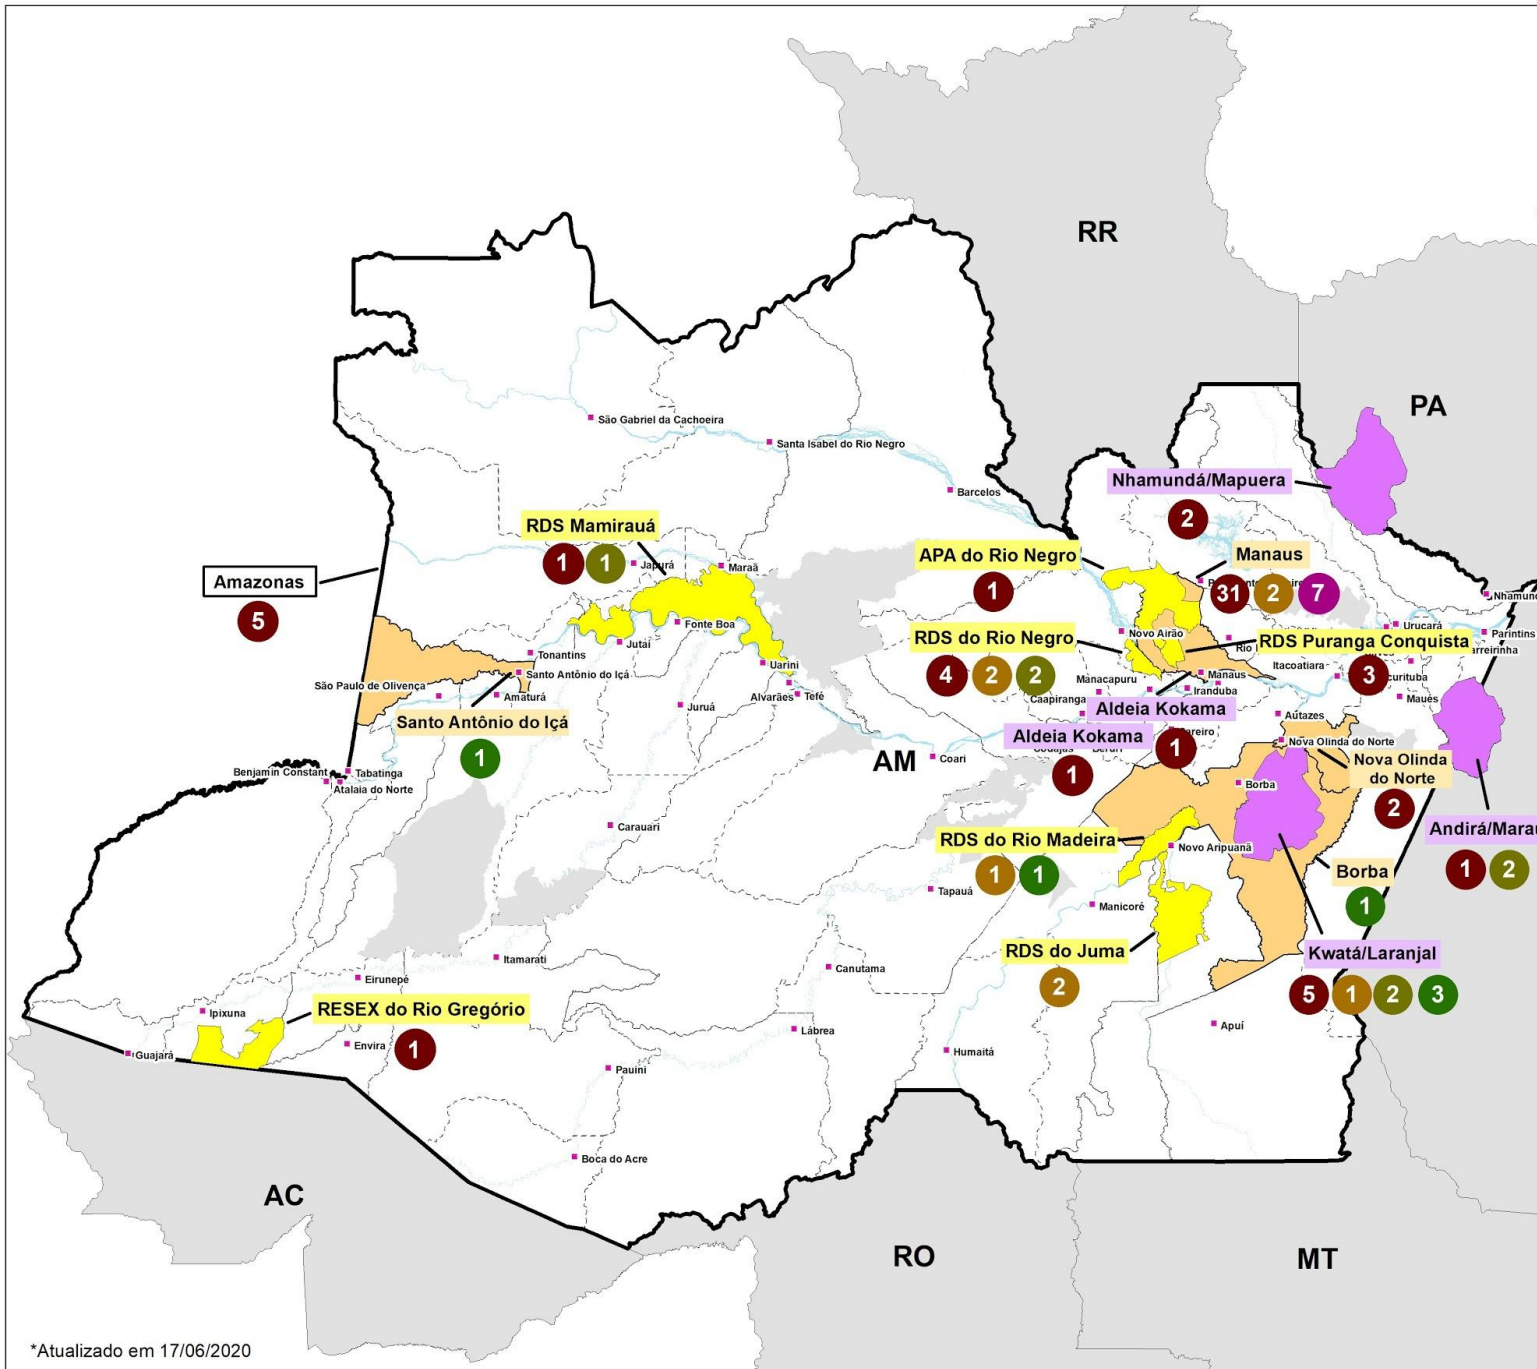 RR
PA
São Gabriel da Cachoeira
Santa Isabel do Rio Negro
Barcelos
Nhamundá/Mapuera
2
RDS Mamirauá
1 1
Japurá
Maraã
APA do Rio Negro
1
Manaus
31 2 7
Amazonas
5
Fonte Boa
Jutaí
Tonantins
Uarini
Santo Antônio do Içá
São Paulo de Olivença
Amaturá
Alvarães
Tefé
Juruá
Santo Antônio do Içá
1
RDS do Rio Negro
4 2 2
Novo Airão
RDS Puranga Conquista
3
Urucará
Parintins
Itacoatiara
Maués
Manaus
Manacapuru
Iranduba
Caapiranga
Aldeia Kokama
1
Aldeia Kokama
1
Autazes
Nova Olinda do Norte
Nova Olinda
do Norte
2
AM
Coari
Benjamin Constant
Tabatinga
Atalaia do Norte
Borba
Carauari
RDS do Rio Madeira
1 1
Novo Aripuanã
Andirá/Marau
1 2
Borba
1
Tapauá
Manicoré
RDS do Juma
2
Kwatá/Laranjal
5 1 2 3
Itamarati
Canutama
Eirunepé
Ipixuna
RESEX do Rio Gregório
1
Envira
Guajará
Lábrea
Humaitá
Apuí
Pauini
Boca do Acre
AC
RO
MT
*Atualizado em 17/06/2020